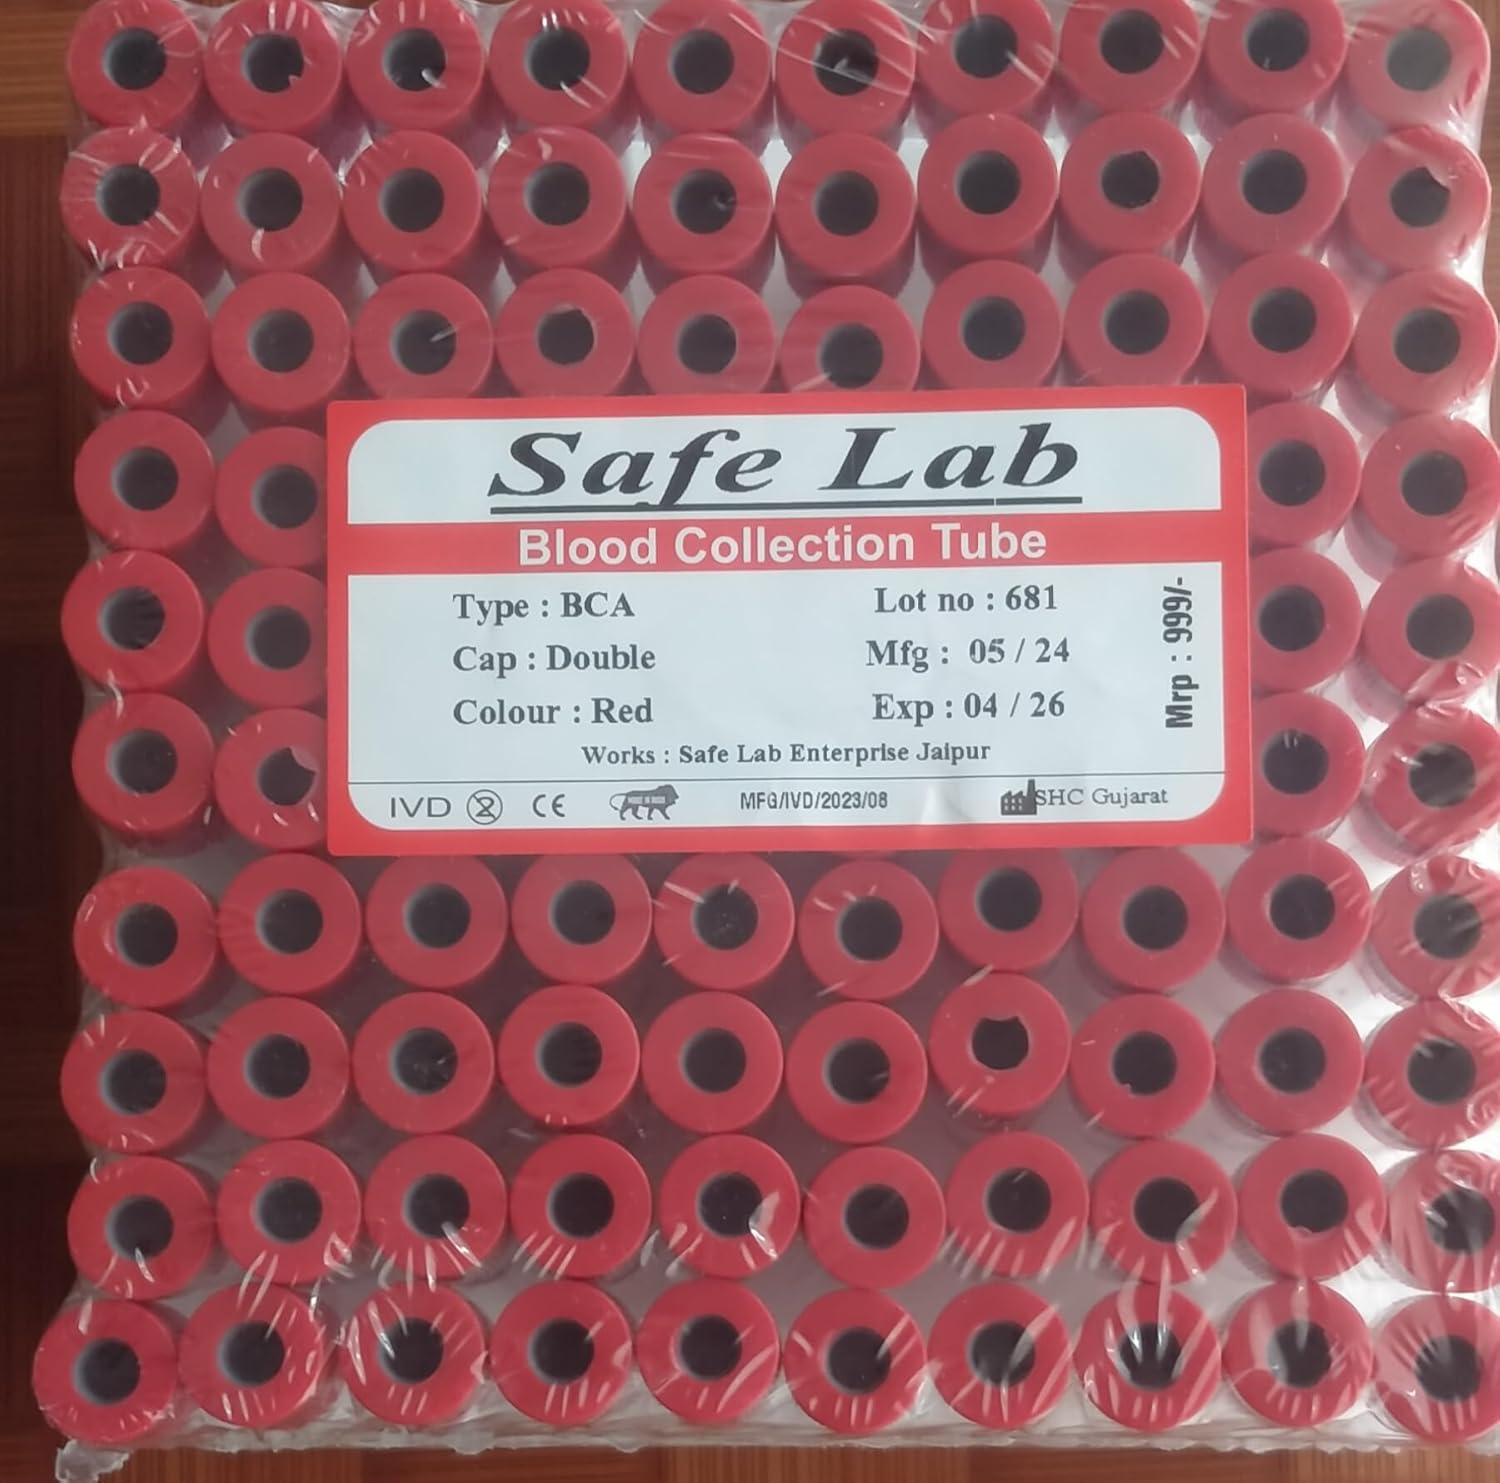 Safe Lab
Blood Collection Tube
Type : BCA
Lot no : 681
Cap : Double
Mfg : 05 / 24
Colour : Red
Exp : 04 / 26
Mrp : 999/-
Works : Safe Lab Enterprise Jaipur
IVD 2 CE MFG/IVD/2023/08 SHC Gujarat